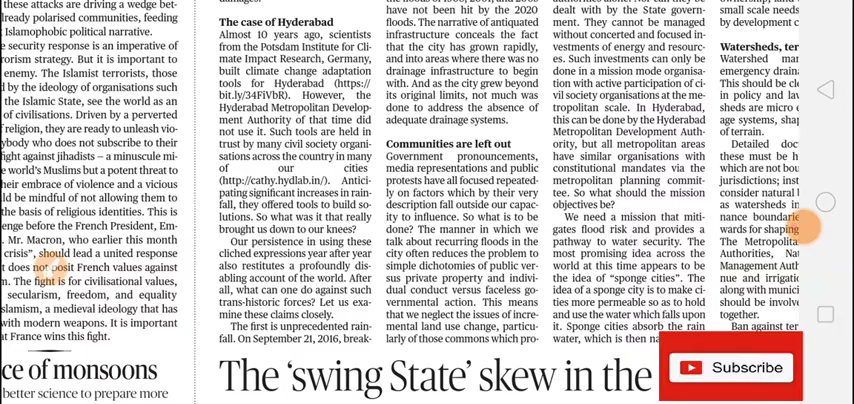 these attacks are driving a wedge bet-
already polarised communities, feeding
Islamophobic political narrative.
e security response is an imperative of
rorism strategy. But it is important to
enemy. The Islamist terrorists, those
d by the ideology of organisations such
the Islamic State, see the world as an
of civilisations. Driven by a perverted
religion, they are ready to unleash vio-
ybody who does not subscribe to their
fight against jihadists – a minuscule mi-
e world's Muslims but a potent threat to
heir embrace of violence and a vicious
ld be mindful of not allowing them to
the basis of religious identities. This is
enge before the French President, Em-
. Mr. Macron, who earlier this month
crisis", should lead a united response
t does not posit French values against
m. The fight is for civilisational values,
secularism, freedom, and equality
slamism, a medieval ideology that has
with modern weapons. It is important
at France wins this fight.
ce of monsoons
better science to prepare more
The case of Hyderabad
Almost 10 years ago, scientists
from the Potsdam Institute for Cli-
mate Impact Research, Germany,
built climate change adaptation
tools for Hyderabad (https://
bit.ly/34FiVbR). However, the
Hyderabad Metropolitan Develop-
ment Authority of that time did
not use it. Such tools are held in
trust by many civil society organi-
sations across the country in many
of our cities
(http://cathy.hydlab.in/). Antici-
pating significant increases in rain-
fall, they offered tools to build so-
lutions. So what was it that really
brought us down to our knees?
Our persistence in using these
cliched expressions year after year
also restitutes a profoundly dis-
abling account of the world. After
all, what can one do against such
trans-historic forces? Let us exa-
mine these claims closely.
The first is unprecedented rain-
fall. On September 21, 2016, break-
have not been hit by the 2020
floods. The narrative of antiquated
infrastructure conceals the fact
that the city has grown rapidly,
and into areas where there was no
drainage infrastructure to begin
with. And as the city grew beyond
its original limits, not much was
done to address the absence of
adequate drainage systems.
Communities are left out
Government pronouncements,
media representations and public
protests have all focused repeated-
ly on factors which by their very
description fall outside our capac-
ity to influence. So what is to be
done? The manner in which we
talk about recurring floods in the
city often reduces the problem to
simple dichotomies of public ver-
sus private property and indivi-
dual conduct versus faceless go-
vernmental action. This means
that we neglect the issues of incre-
mental land use change, particu-
larly of those commons which pro-
dealt with by the State govern-
ment. They cannot be managed
without concerted and focused in-
vestments of energy and resourc-
es. Such investments can only be
done in a mission mode organisa-
tion with active participation of ci-
vil society organisations at the me-
tropolitan scale. In Hyderabad,
this can be done by the Hyderabad
Metropolitan Development Auth-
ority, but all metropolitan areas
have similar organisations with
constitutional mandates via the
metropolitan planning commit-
tee. So what should the mission
objectives be?
We need a mission that miti-
gates flood risk and provides a
pathway to water security. The
most promising idea across the
world at this time appears to be
the idea of "sponge cities". The
idea of a sponge city is to make ci-
ties more permeable so as to hold
and use the water which falls upon
it. Sponge cities absorb the rain
water, which is then
small scale needs
by development c
Watersheds, ter
Watershed man
emergency drain
This should be cle
in policy and law
sheds are micro e
age systems, shap
of terrain.
Detailed doc
these must be h
which are not bou
jurisdictions; inst
consider natural
as watersheds in
nance boundarie
wards for shaping
The Metropolita
Authorities, Nat
Management Auth
nue and irrigati
along with munici
should be involve
together.
Ban against ter
The 'swing State' skew in the
Subscribe